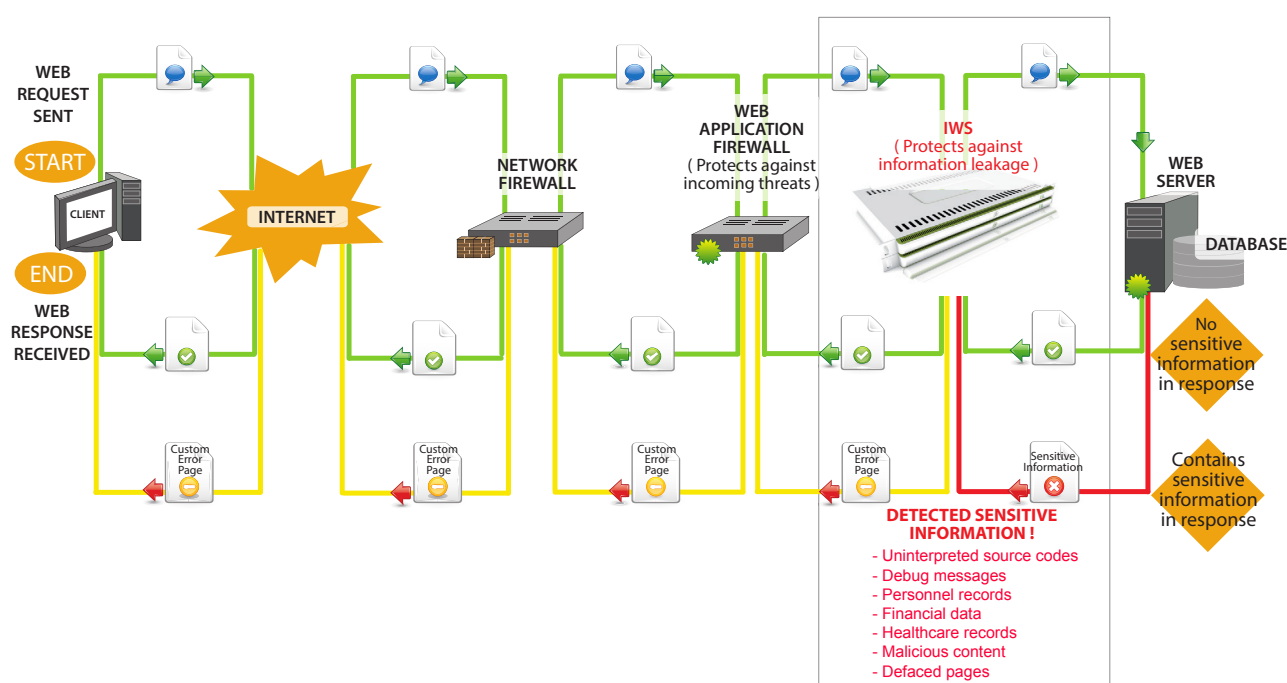 WEB
REQUEST
SENT
START
CLIENT
END
WEB
RESPONSE
RECEIVED
INTERNET
NETWORK
FIREWALL
WEB
APPLICATION
FIREWALL
( Protects against
incoming threats )
IWS
( Protects against
information leakage )
WEB
SERVER
DATABASE
No
sensitive
information
in response
Custom
Error
Page
Custom
Error
Page
Custom
Error
Page
Custom
Error
Page
Sensitive
Information
Contains
sensitive
information
in response
DETECTED SENSITIVE
INFORMATION !
- Uninterpreted source codes
- Debug messages
- Personnel records
- Financial data
- Healthcare records
- Malicious content
- Defaced pages